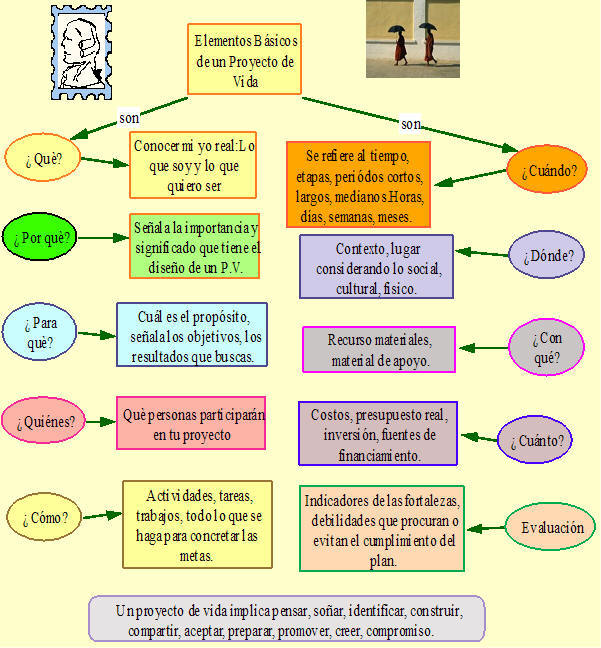 Elementos Básicos
de un Proyecto de
Vida
son
son
¿Què?
Conocer mi yo real:Lo
que soy y lo que
quiero ser
¿Por què?
Señala la importancia y
significado que tiene el
diseño de un P.V.
¿Para
què?
Cuál es el propósito,
señala los objetivos, los
resultados que buscas.
¿Quiénes?
Què personas participarán
en tu proyecto
¿Cómo?
Actividades, tareas,
trabajos, todo lo que se
haga para concretar las
metas.
¿Cuándo?
Se refiere al tiempo,
etapas, periódos cortos,
largos, medianos.Horas,
días, semanas, meses.
¿Dónde?
Contexto, lugar
considerando lo social,
cultural, fisico.
¿Con
qué?
Recurso materiales,
material de apoyo.
¿Cuánto?
Costos, presupuesto real,
inversión, fuentes de
financiamiento.
Evaluación
Indicadores de las fortalezas,
debilidades que procuran o
evitan el cumplimiento del
plan.
Un proyecto de vida implica pensar, soñar, identificar, construir,
compartir, aceptar, preparar, promover, creer, compromiso.